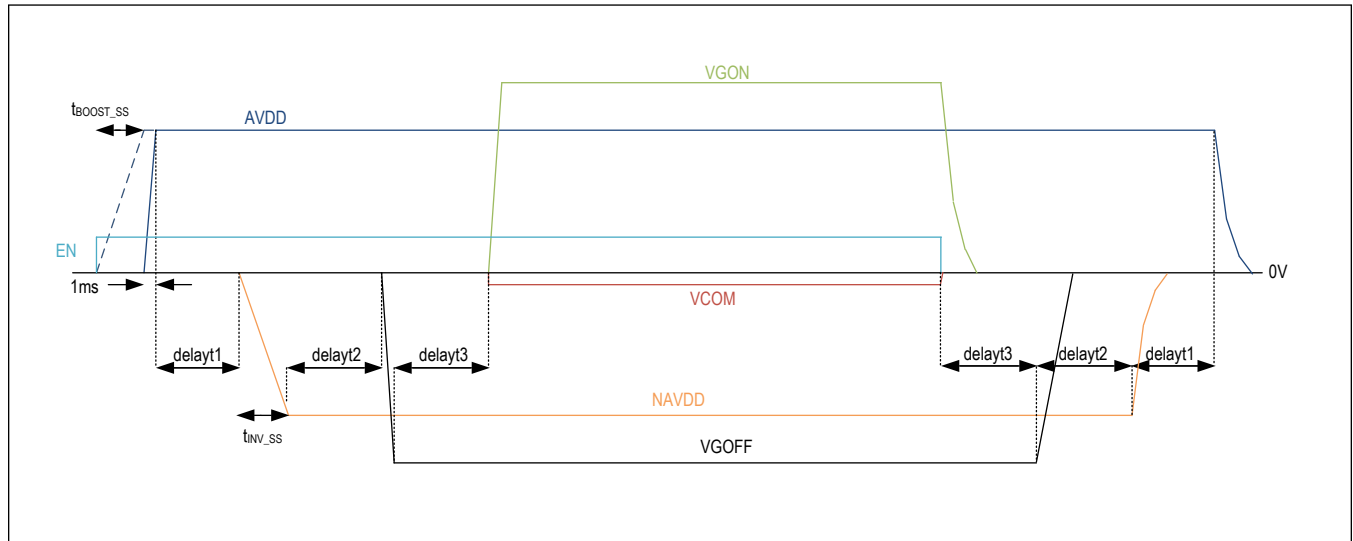 VGON
tBOOST_SS
AVDD
EN
0V
1ms
VCOM
delayt1
delayt2
delayt3
delayt3
delayt2
delayt1
NAVDD
tINV_SS
VGOFF